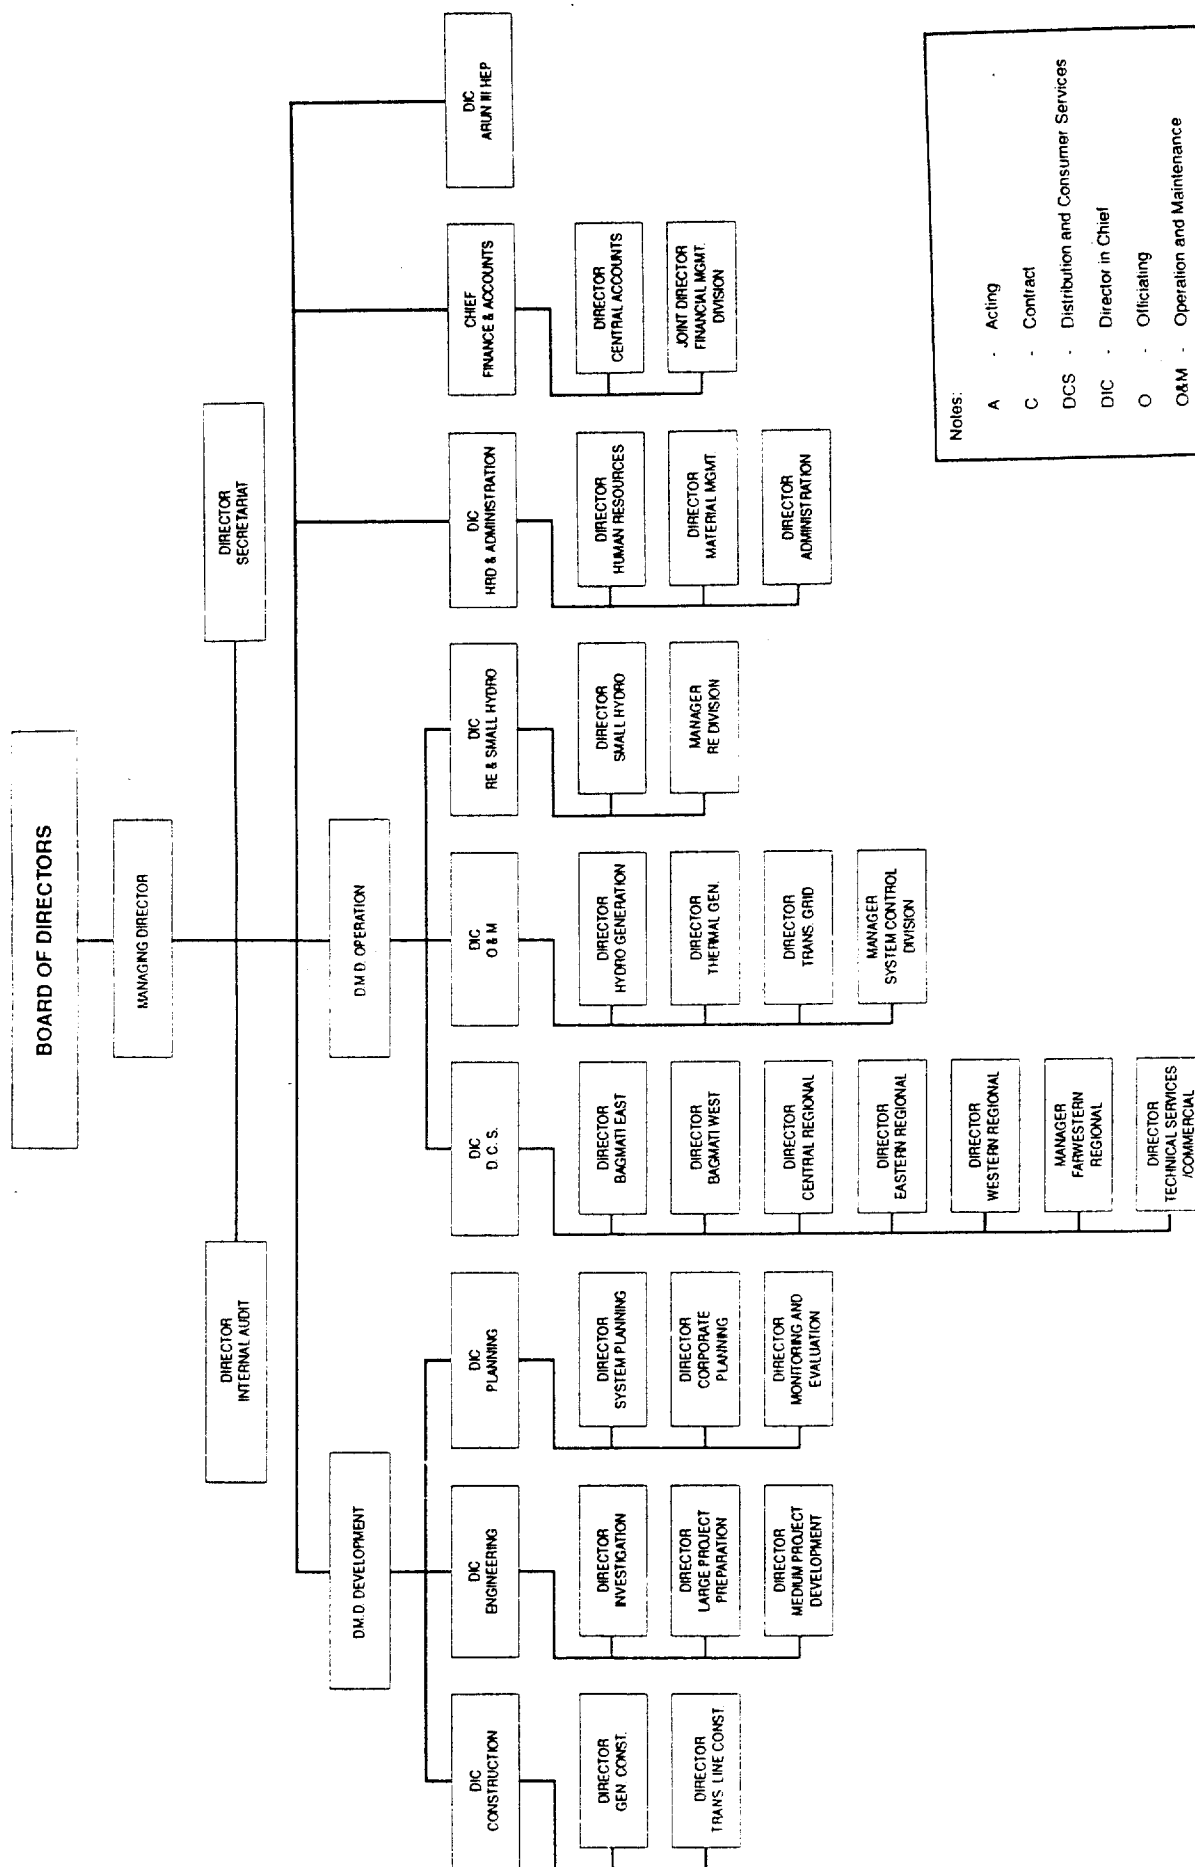 BOARD OF DIRECTORS
MANAGING DIRECTOR
DIRECTOR
INTERNAL AUDIT
DIRECTOR
SECRETARIAT
D.M.D. DEVELOPMENT
D.M.D. OPERATION
DIC
CONSTRUCTION
DIC
ENGINEERING
DIC
PLANNING
DIC
D.C.S.
DIC
O&M
DIC
RE & SMALL HYDRO
DIC
HRD & ADMINISTRATION
CHIEF
FINANCE & ACCOUNTS
DIC
ARUN III HEP
DIRECTOR
GEN. CONST.
DIRECTOR
TRANS. LINE CONST.
DIRECTOR
INVESTIGATION
DIRECTOR
LARGE PROJECT
PREPARATION
DIRECTOR
MEDIUM PROJECT
DEVELOPMENT
DIRECTOR
SYSTEM PLANNING
DIRECTOR
CORPORATE
PLANNING
DIRECTOR
MONITORING AND
EVALUATION
DIRECTOR
BAGMATI EAST
DIRECTOR
BAGMATI WEST
DIRECTOR
CENTRAL REGIONAL
DIRECTOR
EASTERN REGIONAL
DIRECTOR
WESTERN REGIONAL
MANAGER
FARWESTERN
REGIONAL
DIRECTOR
TECHNICAL SERVICES
/COMMERCIAL
DIRECTOR
HYDRO GENERATION
DIRECTOR
THERMAL GEN.
DIRECTOR
TRANS GRID
MANAGER
SYSTEM CONTROL
DIVISION
DIRECTOR
SMALL HYDRO
MANAGER
RE DIVISION
DIRECTOR
HUMAN RESOURCES
DIRECTOR
MATERIAL MGMT
DIRECTOR
ADMINISTRATION
DIRECTOR
CENTRAL ACCOUNTS
JOINT DIRECTOR
FINANCIAL MGMT.
DIVISION
Notes:
A - Acting
C - Contract
DCS - Distribution and Consumer Services
DIC - Director in Chief
O - Officiating
O&M - Operation and Maintenance